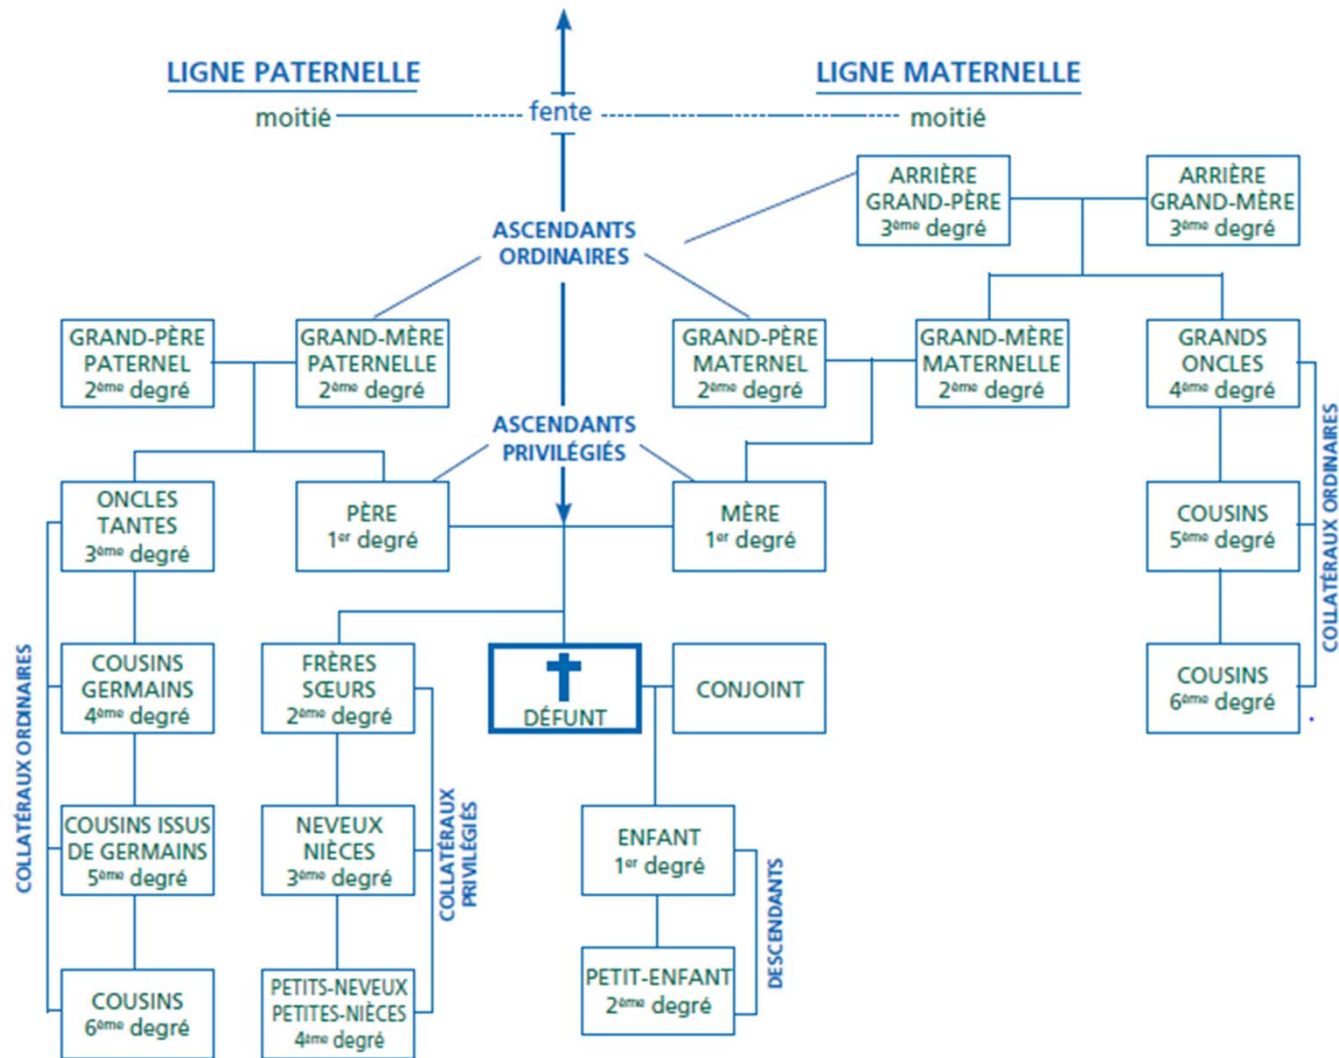 LIGNE PATERNELLE
LIGNE MATERNELLE
moitié
fente
moitié
ARRIÈRE
GRAND-PÈRE
3ème degré
ARRIÈRE
GRAND-MÈRE
3ème degré
ASCENDANTS
ORDINAIRES
GRAND-PÈRE
PATERNEL
2ème degré
GRAND-MÈRE
PATERNELLE
2ème degré
GRAND-PÈRE
MATERNEL
2ème degré
GRAND-MÈRE
MATERNELLE
2ème degré
GRANDS
ONCLES
4ème degré
ASCENDANTS
PRIVILÉGIÉS
COLLATÉRAUX ORDINAIRES
ONCLES
TANTES
3ème degré
PÈRE
1er degré
MÈRE
1er degré
COUSINS
5ème degré
COLLATÉRAUX ORDINAIRES
COUSINS
GERMAINS
4ème degré
FRÈRES
SŒURS
2ème degré
DÉFUNT
CONJOINT
COUSINS
6ème degré
COUSINS ISSUS
DE GERMAINS
5ème degré
NEVEUX
NIÈCES
3ème degré
COLLATÉRAUX
PRIVILÉGIÉS
ENFANT
1er degré
DESCENDANTS
COUSINS
6ème degré
PETITS-NEVEUX
PETITES-NIÈCES
4ème degré
PETIT-ENFANT
2ème degré